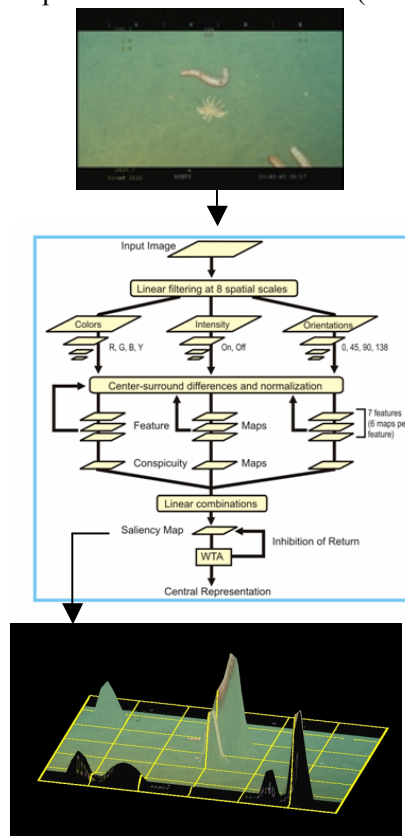 Input Image
Linear filtering at 8 spatial scales
Colors
Intensity
Orientations
R, G, B, Y
On, Off
0, 45, 90, 138
Center-surround differences and normalization
Feature
Maps
7 features
(6 maps pe
feature)
Conspicuity
Maps
Linear combinations
Saliency Map
Inhibition of Return
WTA
Central Representation